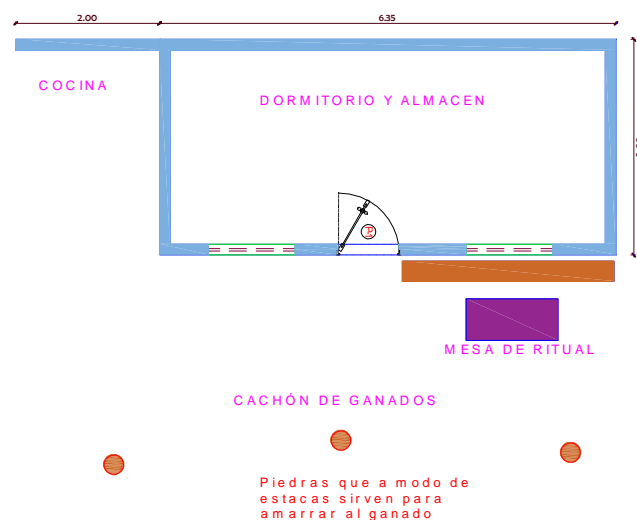 2.00
6.35
COCINA
DORMITORIO Y ALMACEN
MESA DE RITUAL
CACHÓN DE GANADOS
Piedras que a modo de
estacas sirven para
amarrar al ganado